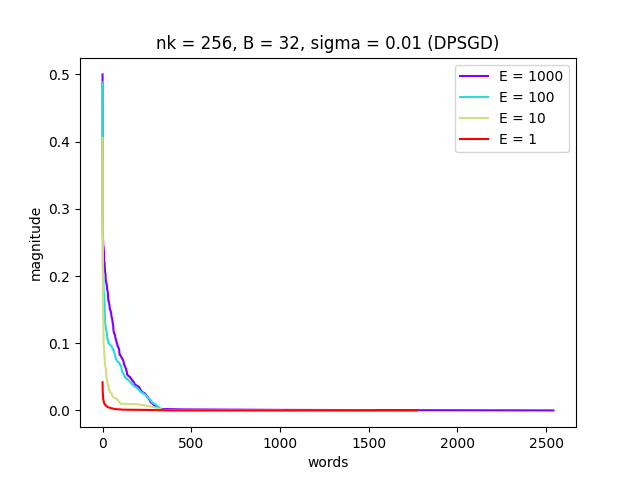 nk = 256, B = 32, sigma = 0.01 (DPSGD)
E = 1000
E = 100
E = 10
E = 1
magnitude
0.5
0.4
0.3
0.2
0.1
0.0
0 500 1000 1500 2000 2500
words